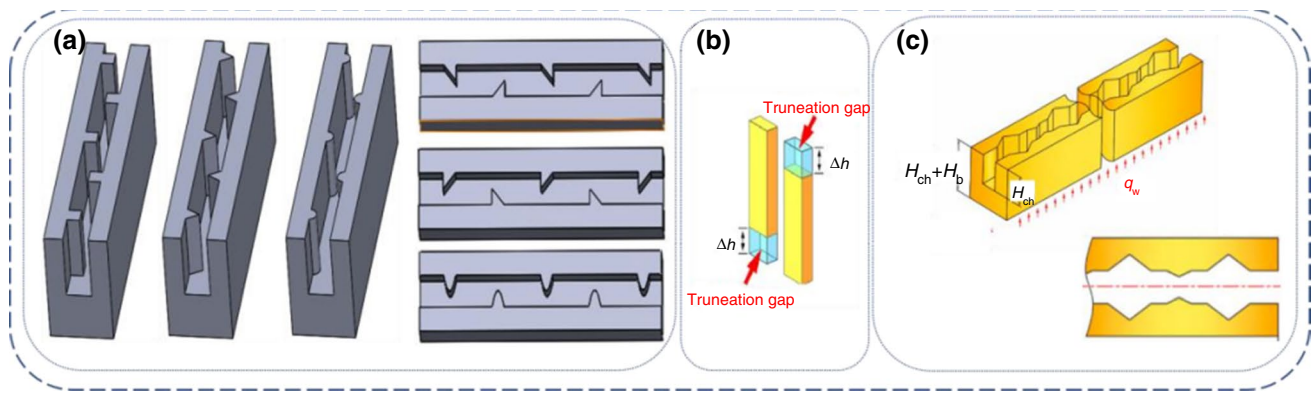 (a)
(b)
(c)
Truneation gap
Δh
Δh
Truneation gap
H_ch+H_b
H_ch
q_w